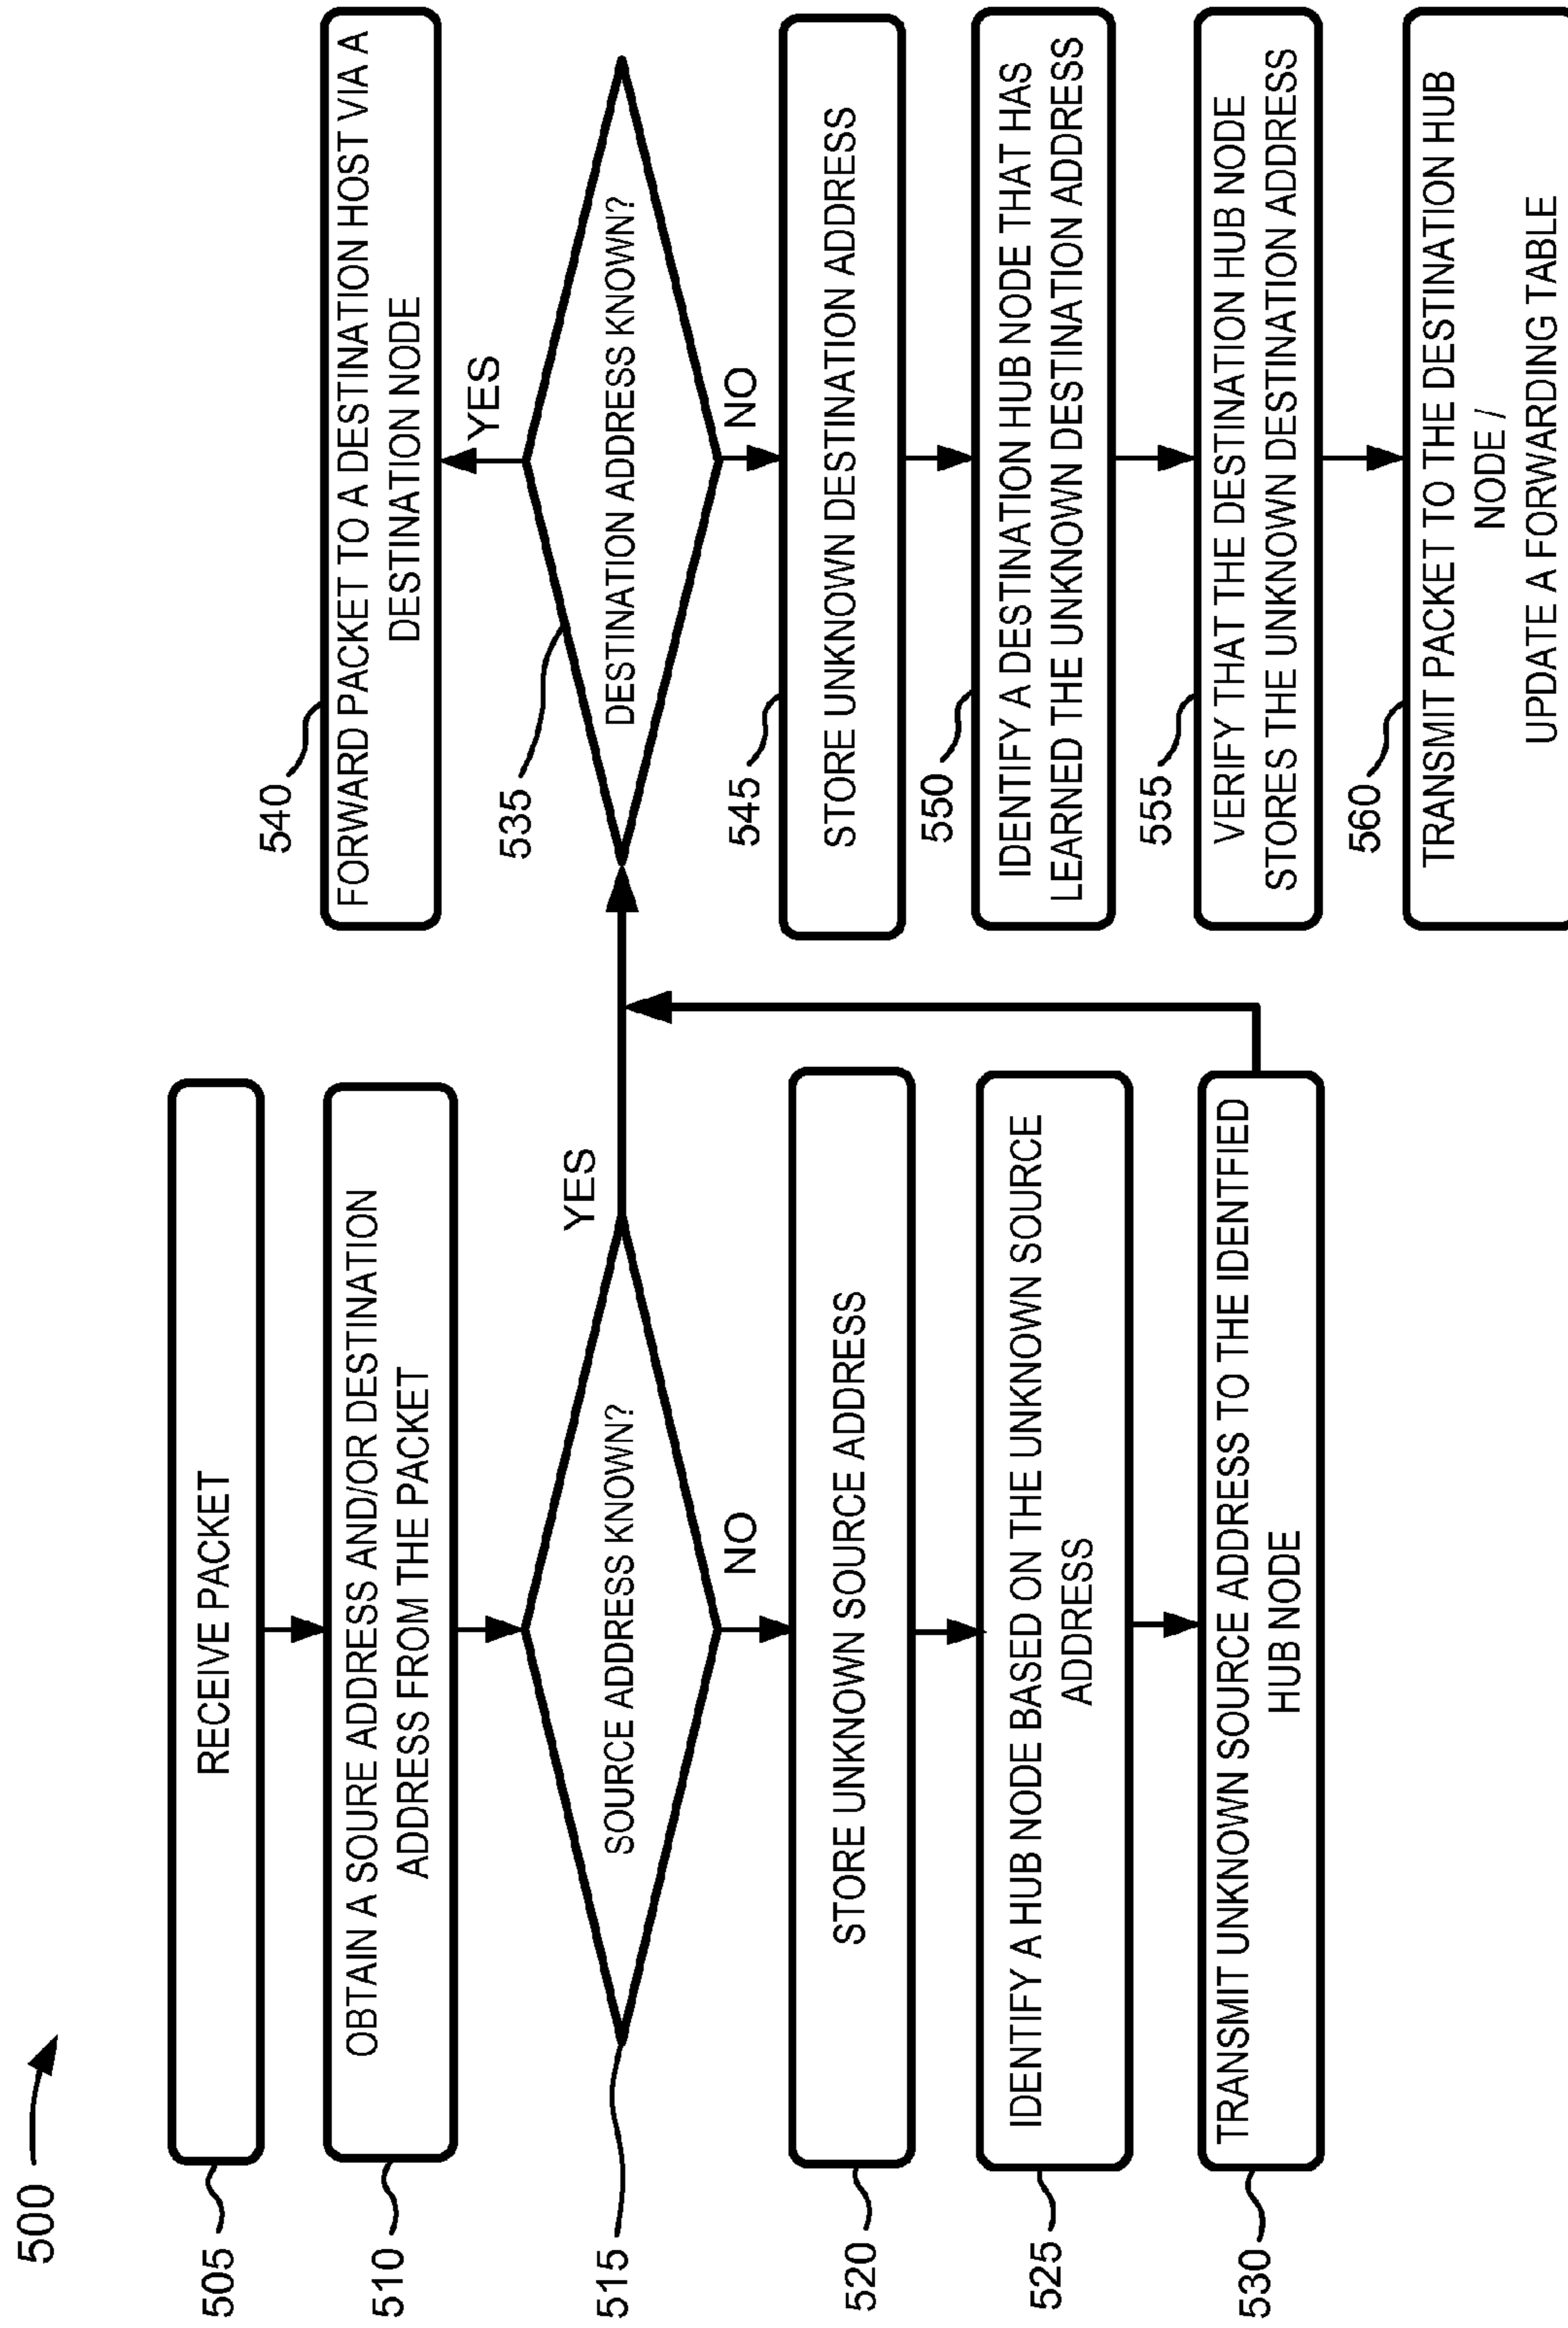 500
505
RECEIVE PACKET
510
OBTAIN A SOURE ADDRESS AND/OR DESTINATION
ADDRESS FROM THE PACKET
515
SOURCE ADDRESS KNOWN?
YES
NO
520
STORE UNKNOWN SOURCE ADDRESS
525
IDENTIFY A HUB NODE BASED ON THE UNKNOWN SOURCE
ADDRESS
530
TRANSMIT UNKNOWN SOURCE ADDRESS TO THE IDENTFIED
HUB NODE
540
FORWARD PACKET TO A DESTINATION HOST VIA A
DESTINATION NODE
YES
535
DESTINATION ADDRESS KNOWN?
NO
545
STORE UNKNOWN DESTINATION ADDRESS
550
IDENTIFY A DESTINATION HUB NODE THAT HAS
LEARNED THE UNKNOWN DESTINATION ADDRESS
555
VERIFY THAT THE DESTINATION HUB NODE
STORES THE UNKNOWN DESTINATION ADDRESS
560
TRANSMIT PACKET TO THE DESTINATION HUB
NODE /
UPDATE A FORWARDING TABLE